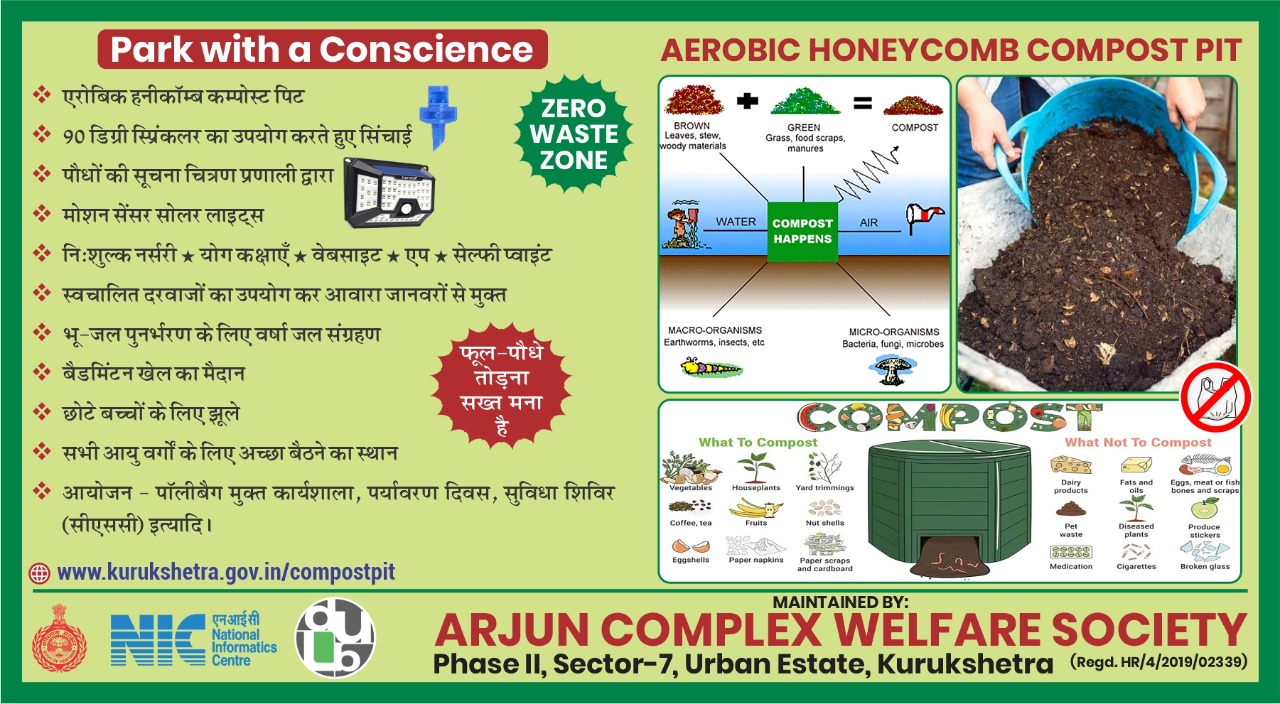 Park with a Conscience
एरोबिक हनीकॉम्ब कम्पोस्ट पिट
90 डिग्री स्प्रिंकलर का उपयोग करते हुए सिंचाई
पौधों की सूचना चित्रण प्रणाली द्वारा
मोशन सेंसर सोलर लाइट्स
नि:शुल्क नर्सरी ★ योग कक्षाएँ ★ वेबसाइट ★ एप ★ सेल्फी प्वाइंट
स्वचालित दरवाजों का उपयोग कर आवारा जानवरों से मुक्त
भू-जल पुनर्भरण के लिए वर्षा जल संग्रहण
बैडमिंटन खेल का मैदान
छोटे बच्चों के लिए झूले
सभी आयु वर्गों के लिए अच्छा बैठने का स्थान
आयोजन - पॉलीबैग मुक्त कार्यशाला, पर्यावरण दिवस, सुविधा शिविर
(सीएससी) इत्यादि।
ZERO
WASTE
ZONE
फूल-पौधे
तोड़ना
सख्त मना
है
www.kurukshetra.gov.in/compostpit
AEROBIC HONEYCOMB COMPOST PIT
BROWN
Leaves, stew,
woody materials
GREEN
Grass, food scraps,
manures
COMPOST
WATER
COMPOST
HAPPENS
AIR
MACRO-ORGANISMS
Earthworms, insects, etc
MICRO-ORGANISMS
Bacteria, fungi, microbes
COMPOST
What To Compost
Vegetables
Houseplants
Yard trimmings
Coffee, tea
Fruits
Nut shells
Eggshells
Paper napkins
Paper scraps
and cardboard
What Not To Compost
Dairy
products
Fats and
oils
Eggs, meat or fish
bones and scraps
Pet
waste
Diseased
plants
Produce
stickers
Medication
Cigarettes
Broken glass
NIC
एनआईसी
National
Informatics
Centre
MAINTAINED BY:
ARJUN COMPLEX WELFARE SOCIETY
Phase II, Sector-7, Urban Estate, Kurukshetra
(Regd. HR/4/2019/02339)